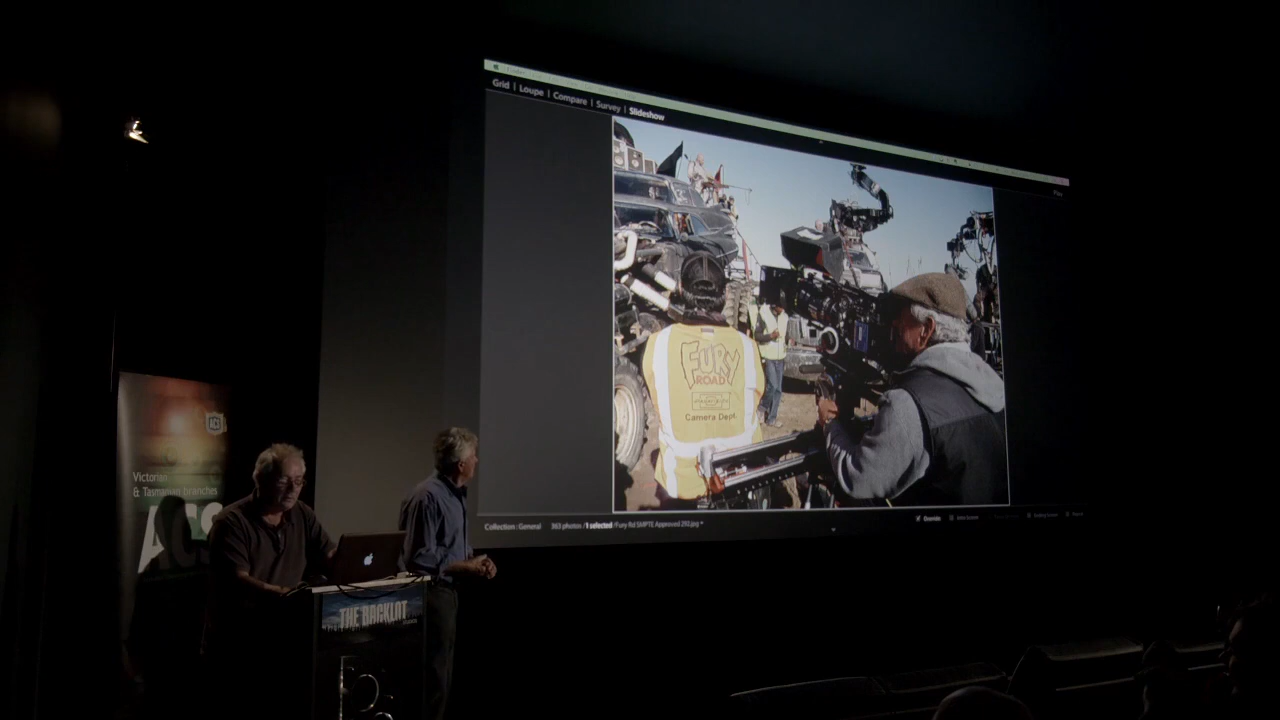 Grid | Loupe | Compare | Survey | Slideshow
FURY
ROAD
Camera Dept.
Collection : General 363 photos / 1 selected / Fury Rd SMPTE Approved 292.jpg
ACS
Victorian
& Tasmanian branches
ACS
THE BACKLOT